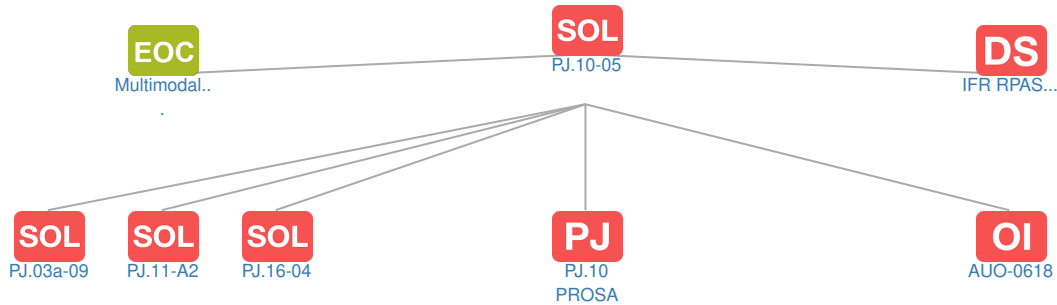 EOC
Multimodal..
.
SOL
PJ.10-05
DS
IFR RPAS...
SOL
PJ.03a-09
SOL
PJ.11-A2
SOL
PJ.16-04
PJ
PJ.10
PROSA
OI
AUO-0618